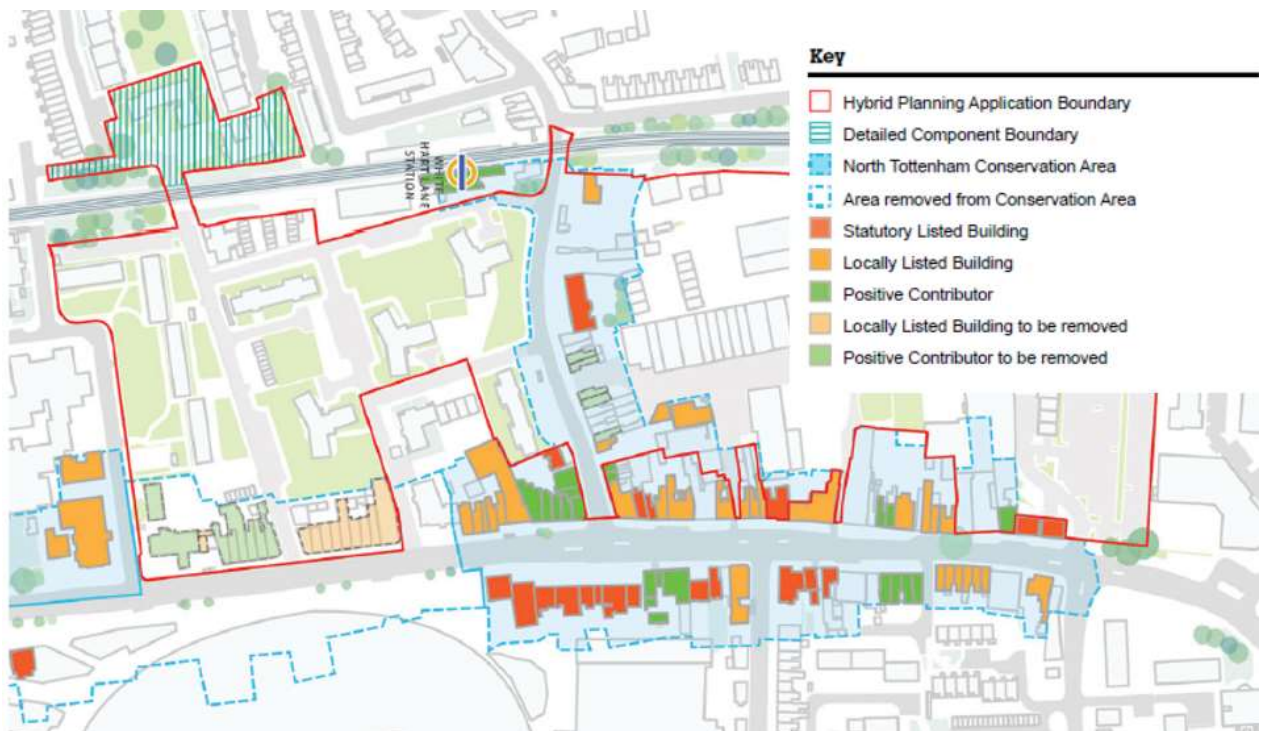 Key
Hybrid Planning Application Boundary
Detailed Component Boundary
North Tottenham Conservation Area
Area removed from Conservation Area
Statutory Listed Building
Locally Listed Building
Positive Contributor
Locally Listed Building to be removed
Positive Contributor to be removed
WHITE
HART LANE
STATION